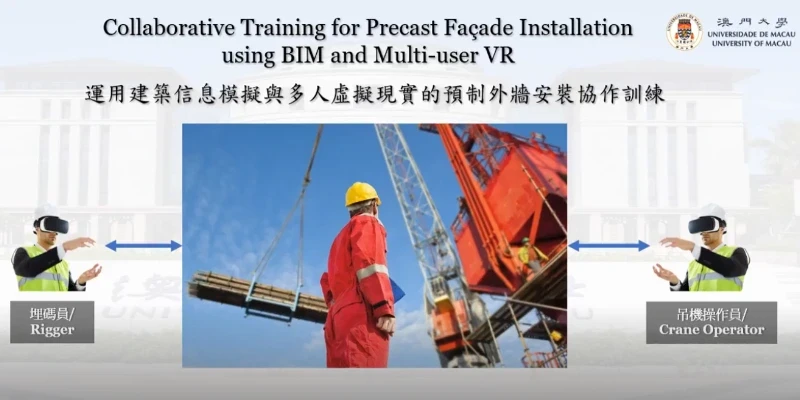 Collaborative Training for Precast Façade Installation
using BIM and Multi-user VR
澳門大學
UNIVERSIDADE DE MACAU
UNIVERSITY OF MACAU
運用建築信息模擬與多人虛擬現實的預制外牆安裝協作訓練
埋碼員/
Rigger
吊機操作員/
Crane Operator